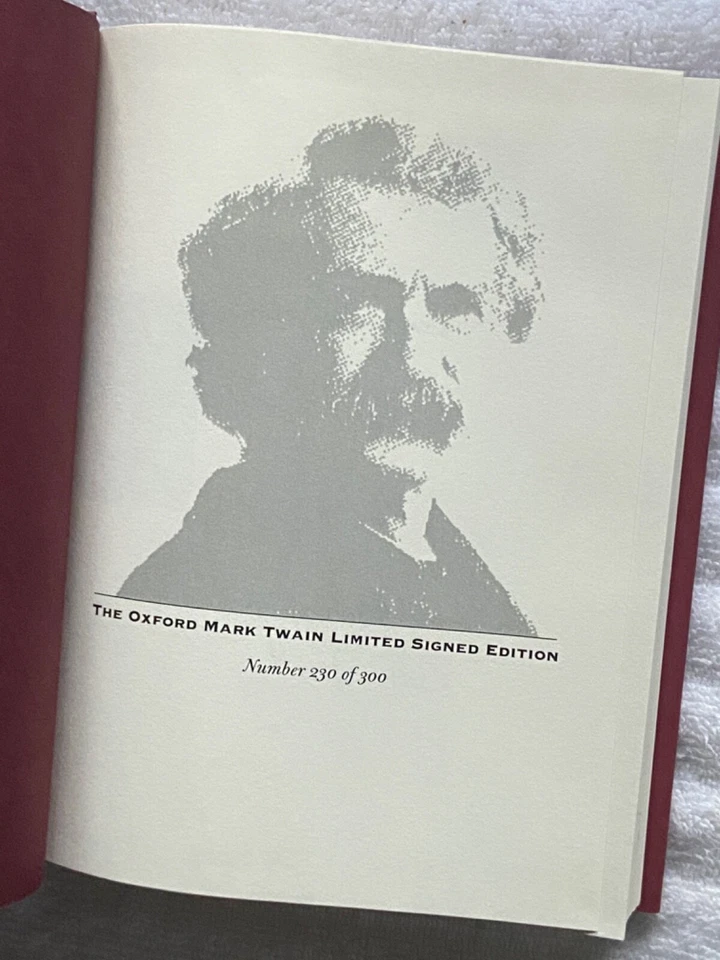 The Oxford Mark Twain Limited Signed Edition
Number 230 of 300